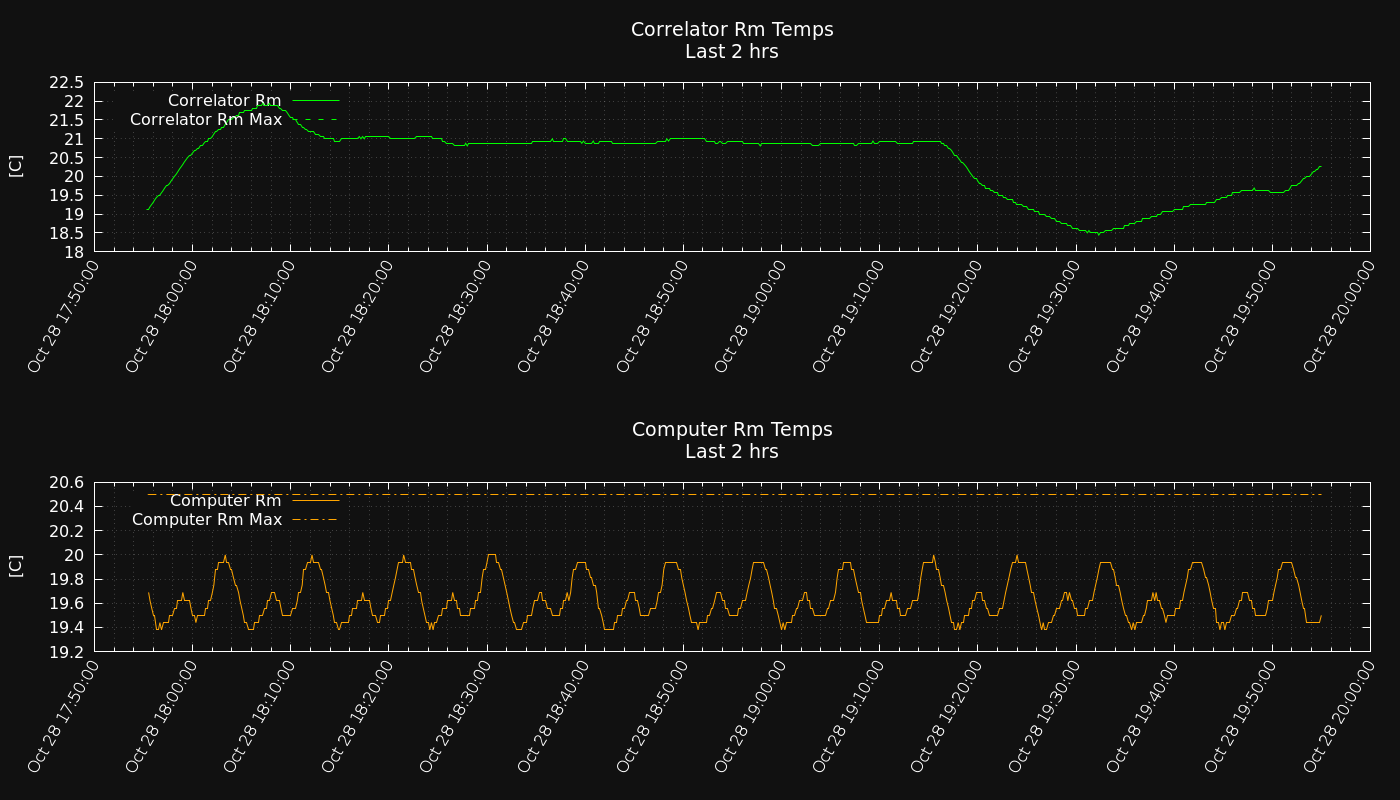 Correlator Rm Temps
Last 2 hrs
22.5
22
21.5
21
20.5
20
19.5
19
18.5
18
[C]
Correlator Rm
Correlator Rm Max
Oct 28 17:50:00
Oct 28 18:00:00
Oct 28 18:10:00
Oct 28 18:20:00
Oct 28 18:30:00
Oct 28 18:40:00
Oct 28 18:50:00
Oct 28 19:00:00
Oct 28 19:10:00
Oct 28 19:20:00
Oct 28 19:30:00
Oct 28 19:40:00
Oct 28 19:50:00
Oct 28 20:00:00
Computer Rm Temps
Last 2 hrs
20.6
20.4
20.2
20
19.8
19.6
19.4
19.2
[C]
Computer Rm
Computer Rm Max
Oct 28 17:50:00
Oct 28 18:00:00
Oct 28 18:10:00
Oct 28 18:20:00
Oct 28 18:30:00
Oct 28 18:40:00
Oct 28 18:50:00
Oct 28 19:00:00
Oct 28 19:10:00
Oct 28 19:20:00
Oct 28 19:30:00
Oct 28 19:40:00
Oct 28 19:50:00
Oct 28 20:00:00